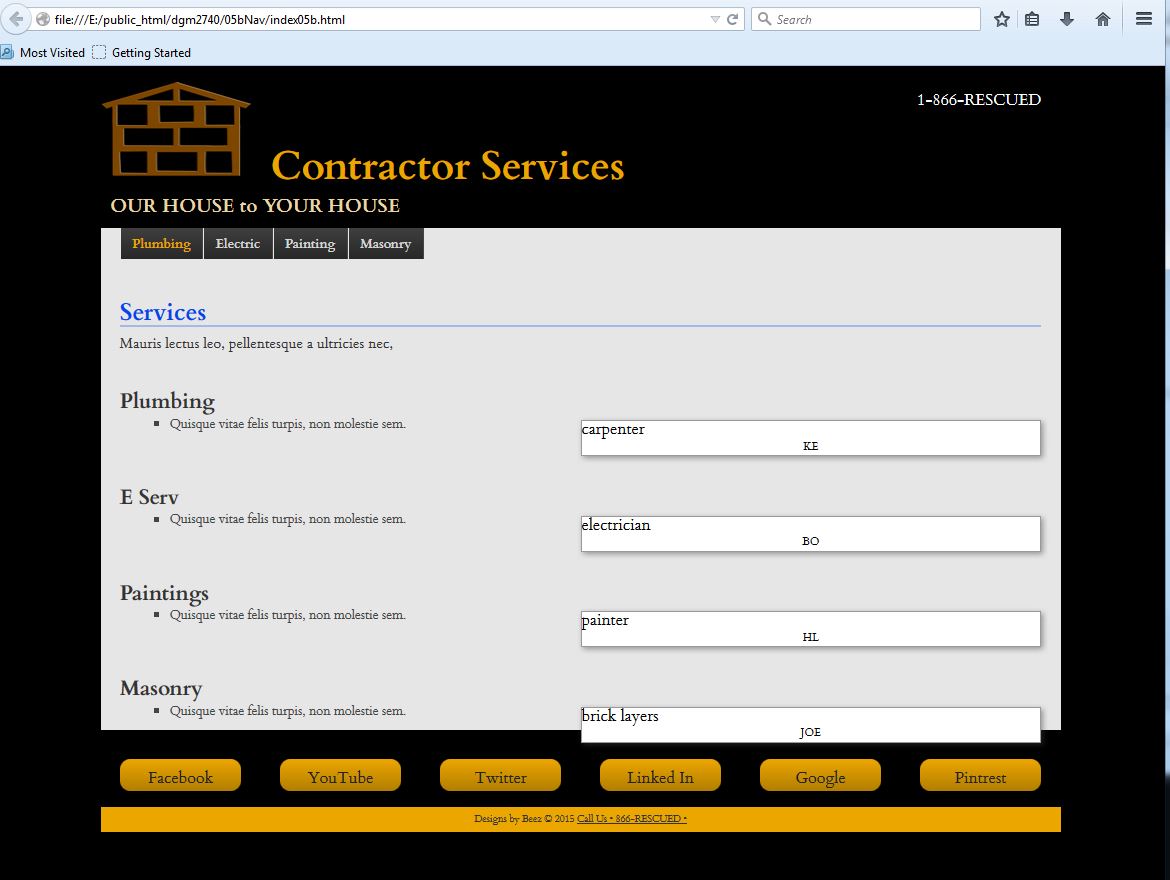 file:///E:/public_html/dgm2740/05bNav/index05b.html Search
Most Visited Getting Started
1-866-RESCUED
Contractor Services
OUR HOUSE to YOUR HOUSE
Plumbing Electric Painting Masonry
Services
Mauris lectus leo, pellentesque a ultricies nec,
Plumbing
Quisque vitae felis turpis, non molestie sem.
carpenter
KE
E Serv
Quisque vitae felis turpis, non molestie sem.
electrician
BO
Paintings
Quisque vitae felis turpis, non molestie sem.
painter
HL
Masonry
Quisque vitae felis turpis, non molestie sem.
brick layers
JOE
Facebook YouTube Twitter Linked In Google Pintrest
Designs by Beez © 2015 Call Us • 866-RESCUED •